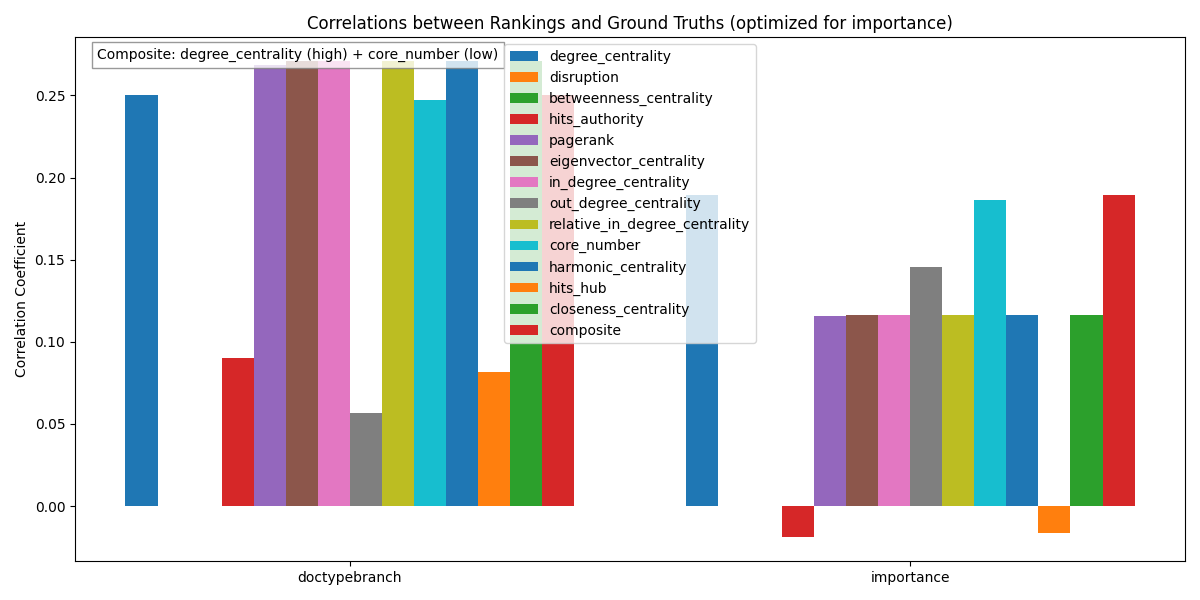 Correlations between Rankings and Ground Truths (optimized for importance)
Composite: degree_centrality (high) + core_number (low)
degree_centrality
disruption
betweenness_centrality
hits_authority
pagerank
eigenvector_centrality
in_degree_centrality
out_degree_centrality
relative_in_degree_centrality
core_number
harmonic_centrality
hits_hub
closeness_centrality
composite
Correlation Coefficient
0.25
0.20
0.15
0.10
0.05
0.00
doctypebranch
importance